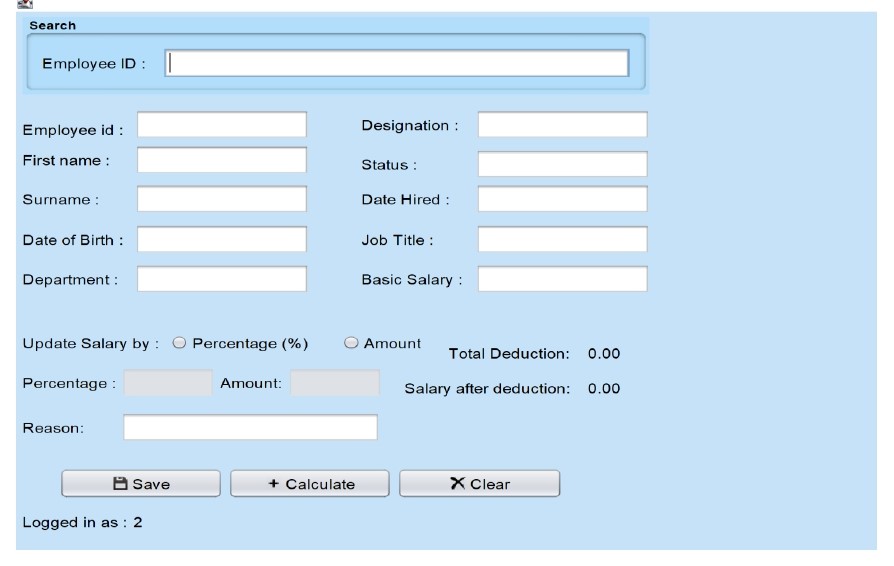 Search
Employee ID :
Employee id : Designation :
First name : Status :
Surname : Date Hired :
Date of Birth : Job Title :
Department : Basic Salary :
Update Salary by : Percentage (%) Amount Total Deduction: 0.00
Percentage : Amount: Salary after deduction: 0.00
Reason:
Save + Calculate X Clear
Logged in as : 2